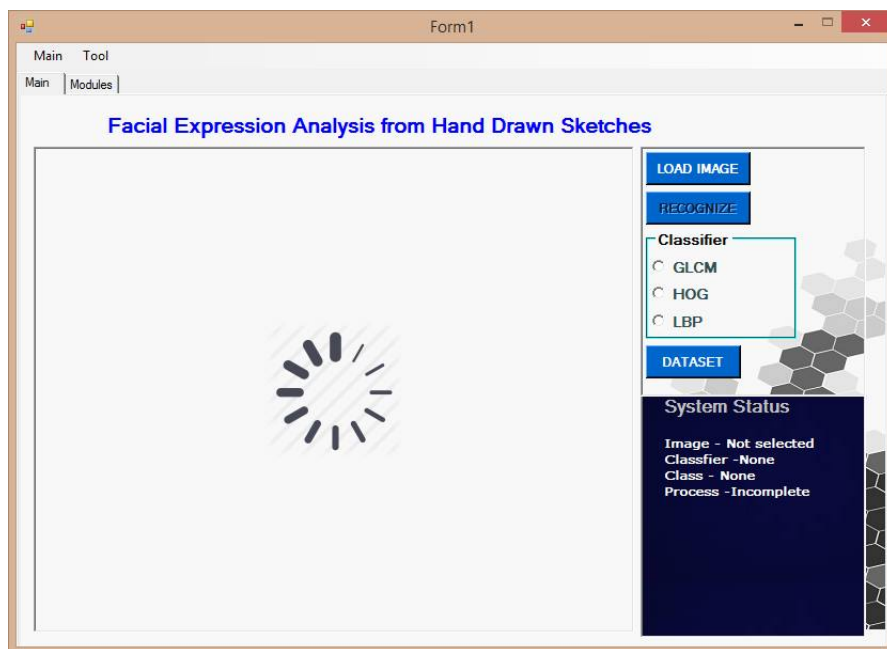 Form1
Main Tool
Main Modules
Facial Expression Analysis from Hand Drawn Sketches
LOAD IMAGE
RECOGNIZE
Classifier
GLCM
HOG
LBP
DATASET
System Status
Image - Not selected
Classfier -None
Class - None
Process -Incomplete